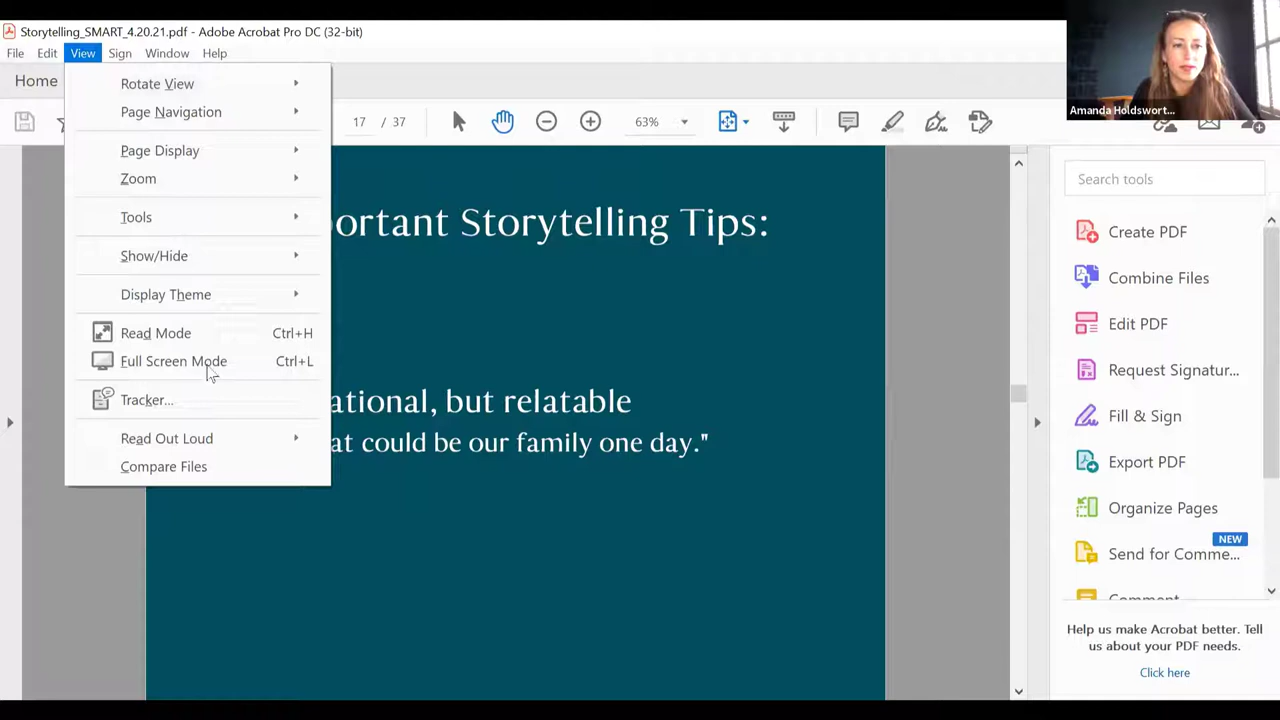 Storytelling_SMART_4.20.21.pdf - Adobe Acrobat Pro DC (32-bit)
File Edit View Sign Window Help
Home
Amanda Holdswort...
17 / 37
63%
Rotate View
Page Navigation
Page Display
Zoom
Tools
Show/Hide
Display Theme
Read Mode Ctrl+H
Full Screen Mode Ctrl+L
Tracker...
Read Out Loud
Compare Files
portant Storytelling Tips:
ational, but relatable
at could be our family one day."
Search tools
Create PDF
Combine Files
Edit PDF
Request Signatur...
Fill & Sign
Export PDF
Organize Pages
NEW
Send for Comme...
Comment
Help us make Acrobat better. Tell
us about your PDF needs.
Click here